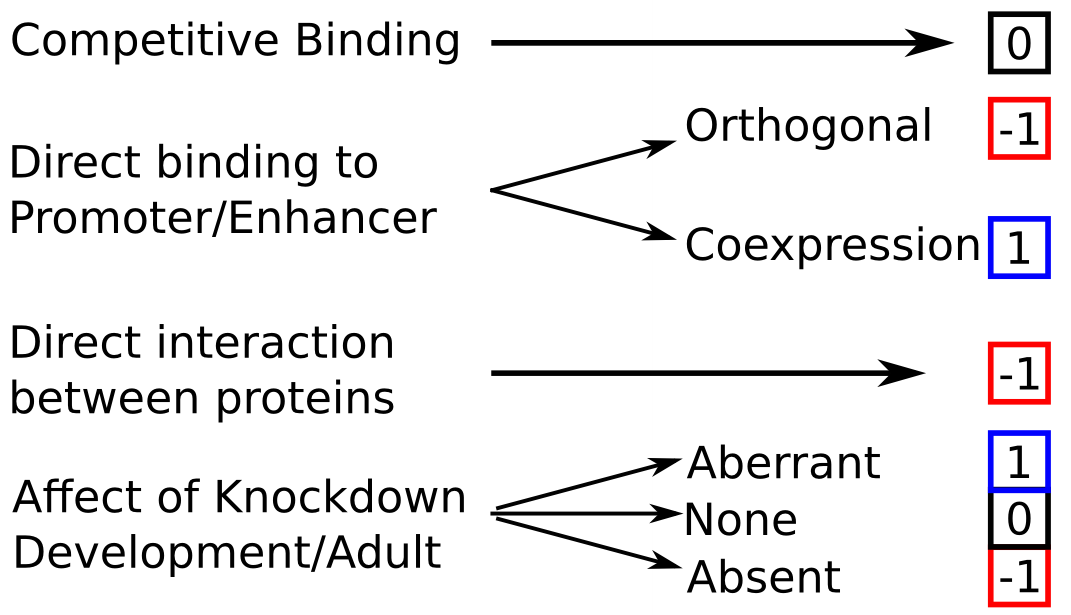 Competitive Binding 0
Orthogonal -1
Direct binding to
Promoter/Enhancer
Coexpression 1
Direct interaction
between proteins
-1
Aberrant 1
Affect of Knockdown
None 0
Development/Adult
Absent -1